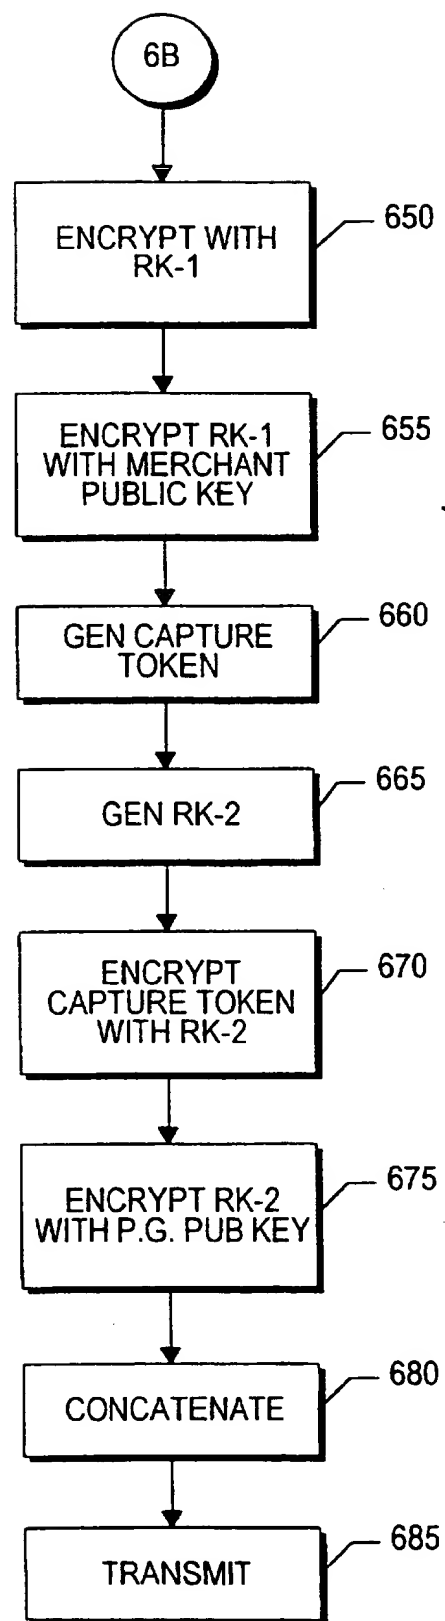 6B
ENCRYPT WITH
RK-1
650
ENCRYPT RK-1
WITH MERCHANT
PUBLIC KEY
655
GEN CAPTURE
TOKEN
660
GEN RK-2
665
ENCRYPT
CAPTURE TOKEN
WITH RK-2
670
ENCRYPT RK-2
WITH P.G. PUB KEY
675
CONCATENATE
680
TRANSMIT
685